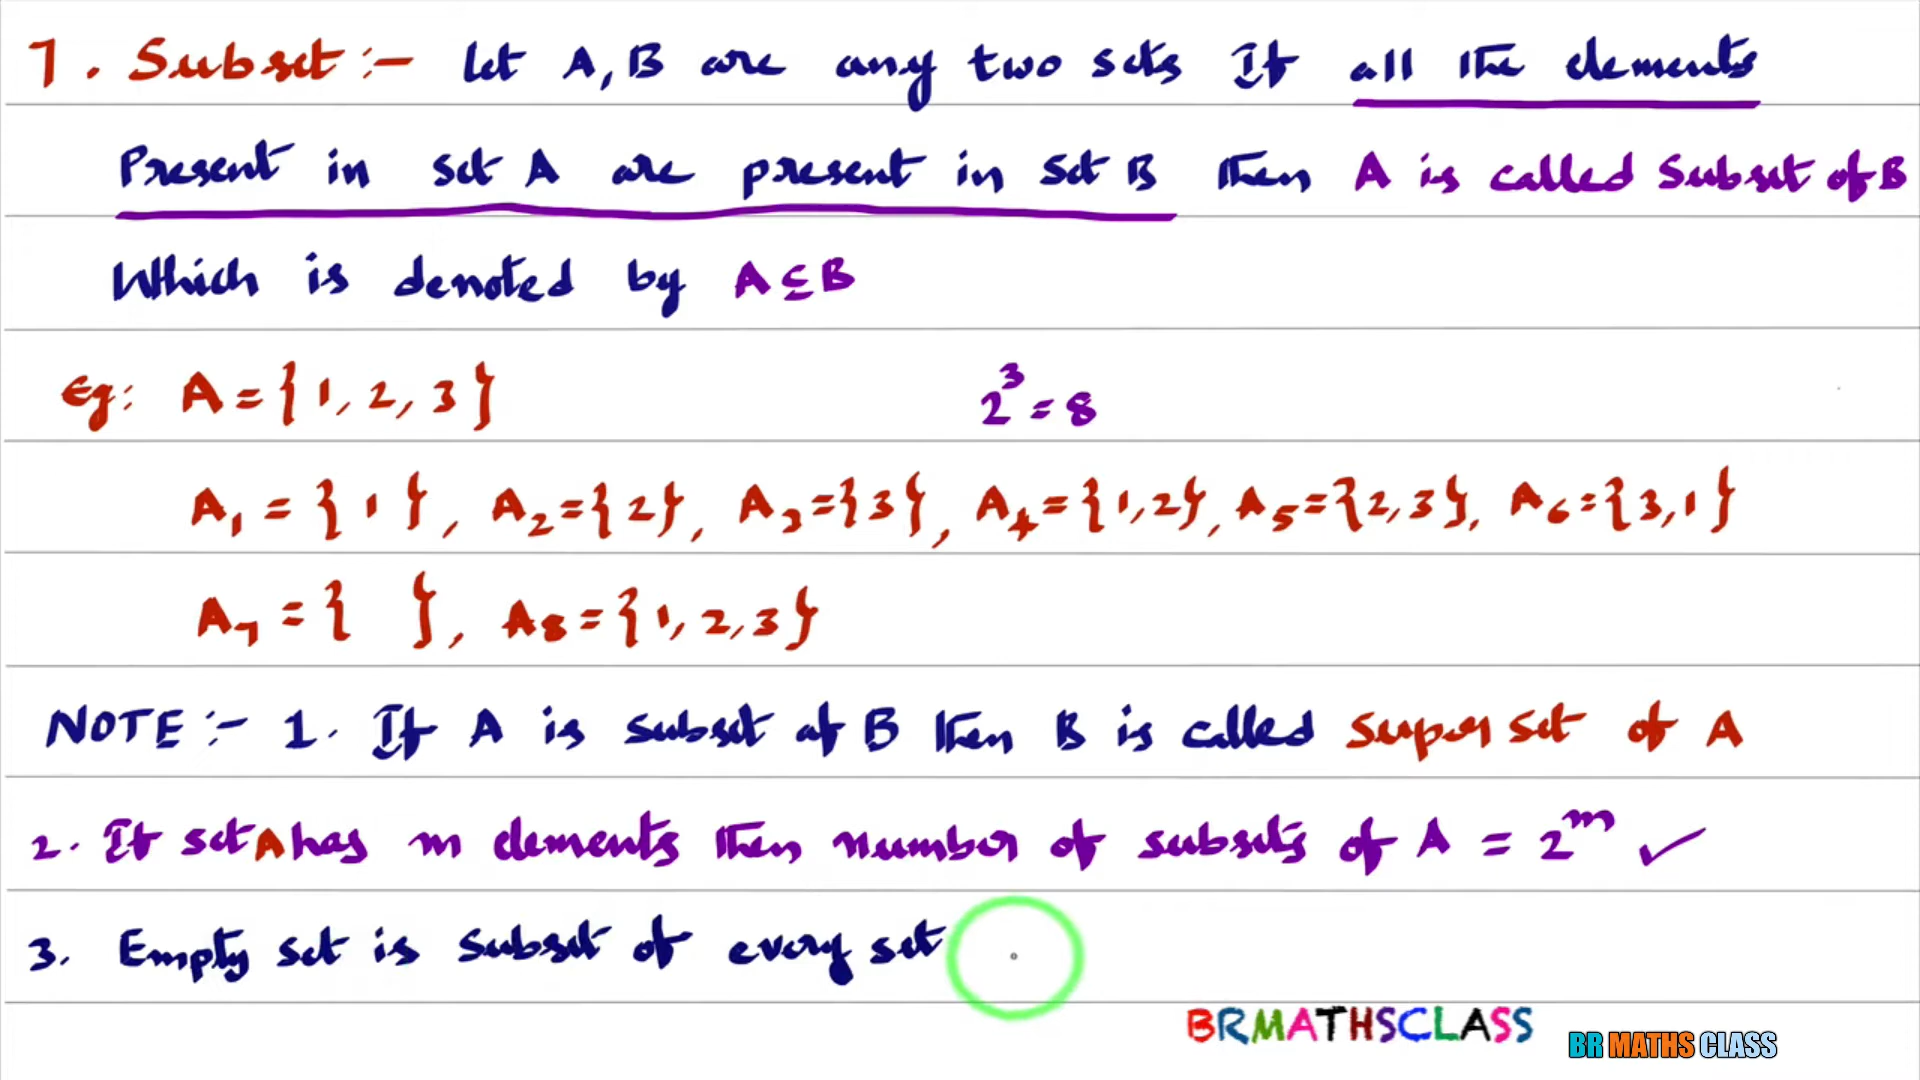 7. Subset :- let A, B are any two sets If all the elements
Present in set A are present in set B then A is called Subset of B
Which is denoted by A ⊆ B
Eg: A = { 1, 2, 3 } 2³ = 8
A₁ = { 1 }, A₂ = {2}, A₃ = {3}, A₄ = {1,2}, A₅ = {2,3}, A₆ = {3,1}
A₇ = { }, A₈ = {1, 2, 3}
NOTE :- 1. If A is subset of B then B is called Super set of A
2. If set A has m elements then number of subsets of A = 2ᵐ ✓
3. Empty set is subset of every set
BRMATHSCLASS
BR MATHS CLASS